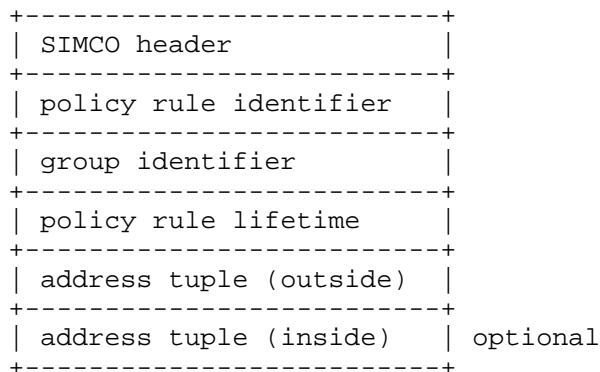 +--------------------------+
| SIMCO header             |
+--------------------------+
| policy rule identifier   |
+--------------------------+
| group identifier         |
+--------------------------+
| policy rule lifetime     |
+--------------------------+
| address tuple (outside)  |
+--------------------------+
| address tuple (inside)   | optional
+--------------------------+